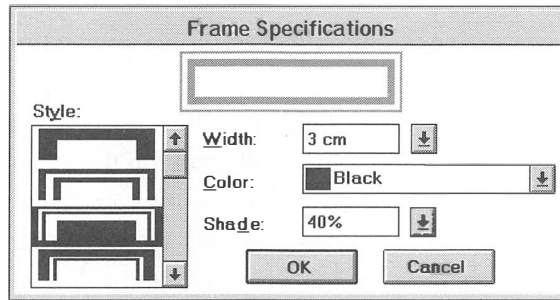 Frame Specifications
Style:
Width: 3 cm
Color: Black
Shade: 40%
OK Cancel